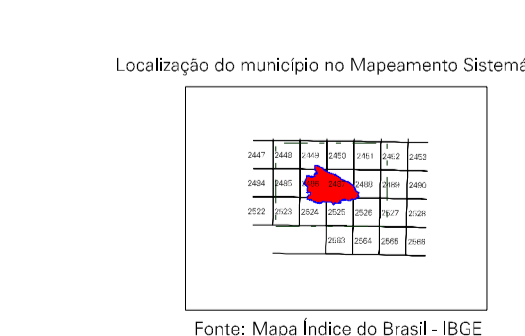 Localização do município no Mapeamento Sistemá
2447 2448 2449 2450 2451 2452 2453
2484 2485 2486 2487 2488 2489 2490
2522 2523 2524 2525 2526 2527 2528
2563 2564 2565 2566
Fonte: Mapa Índice do Brasil - IBGE